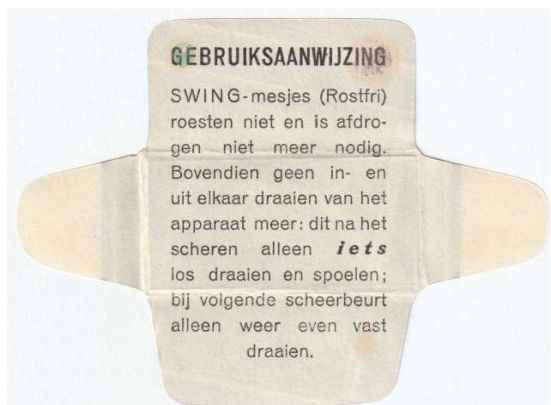 GEBRUIKSAANWIJZING
SWING-mesjes (Rostfri)
roesten niet en is afdro-
gen niet meer nodig.
Bovendien geen in- en
uit elkaar draaien van het
apparaat meer: dit na het
scheren alleen iets
los draaien en spoelen;
bij volgende scheerbeurt
alleen weer even vast
draaien.